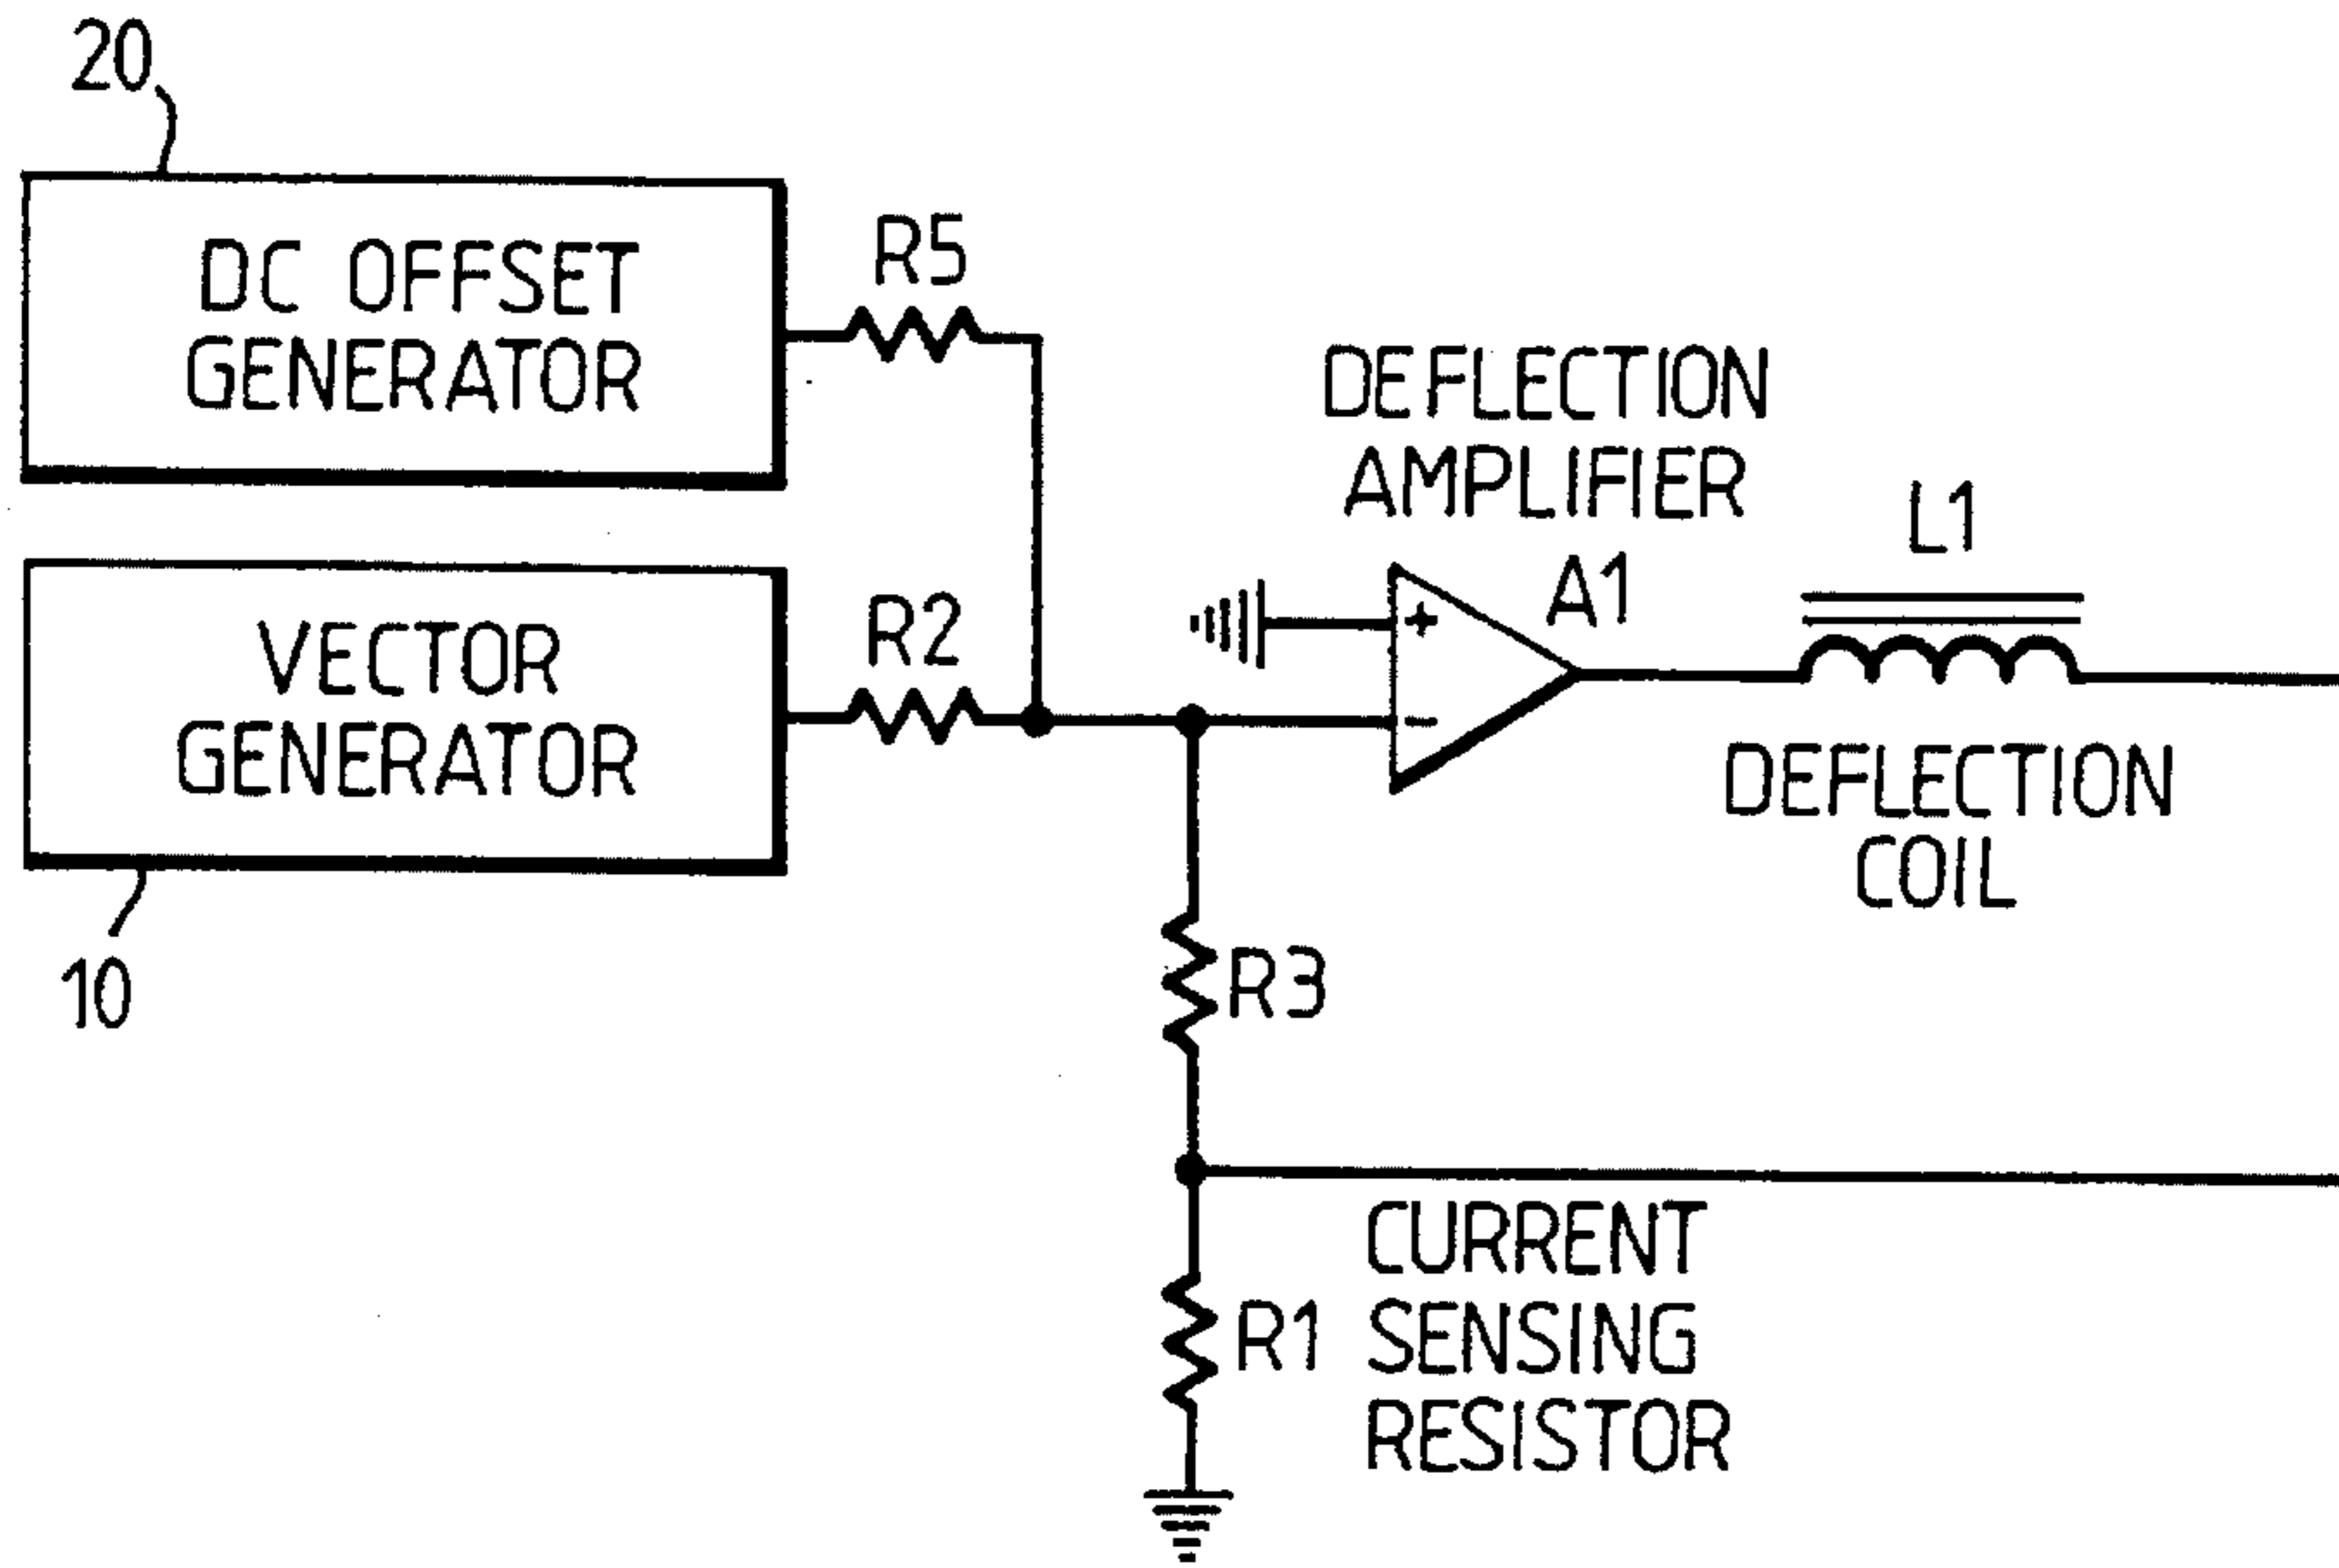 20
DC OFFSET
GENERATOR
R5
DEFLECTION
AMPLIFIER
A1
L1
VECTOR
GENERATOR
R2
+
-
DEFLECTION
COIL
10
R3
CURRENT
SENSING
RESISTOR
R1